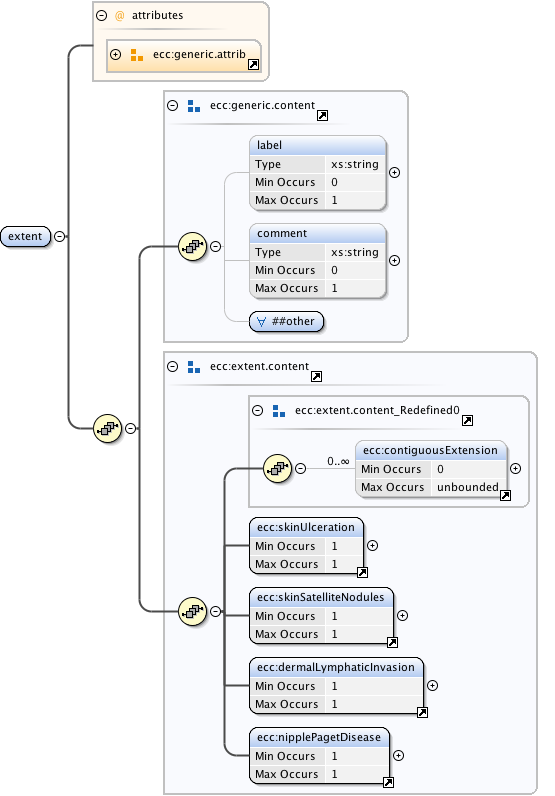 @ attributes
ecc:generic.attrib
extent
ecc:generic.content
label
Type xs:string
Min Occurs 0
Max Occurs 1
comment
Type xs:string
Min Occurs 0
Max Occurs 1
∀ ##other
ecc:extent.content
ecc:extent.content_Redefined0
0..∞
ecc:contiguousExtension
Min Occurs 0
Max Occurs unbounded
ecc:skinUlceration
Min Occurs 1
Max Occurs 1
ecc:skinSatelliteNodules
Min Occurs 1
Max Occurs 1
ecc:dermalLymphaticInvasion
Min Occurs 1
Max Occurs 1
ecc:nipplePagetDisease
Min Occurs 1
Max Occurs 1